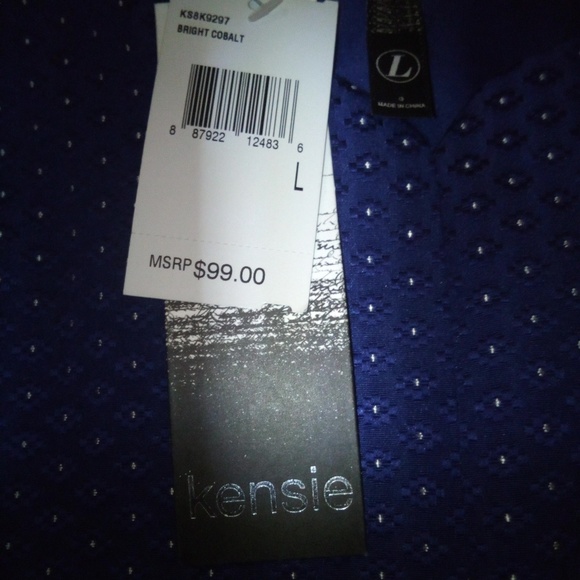 KS8K9297
BRIGHT COBALT
8 87922 12483 6
L
MSRP $99.00
kensie
L
MADE IN CHINA